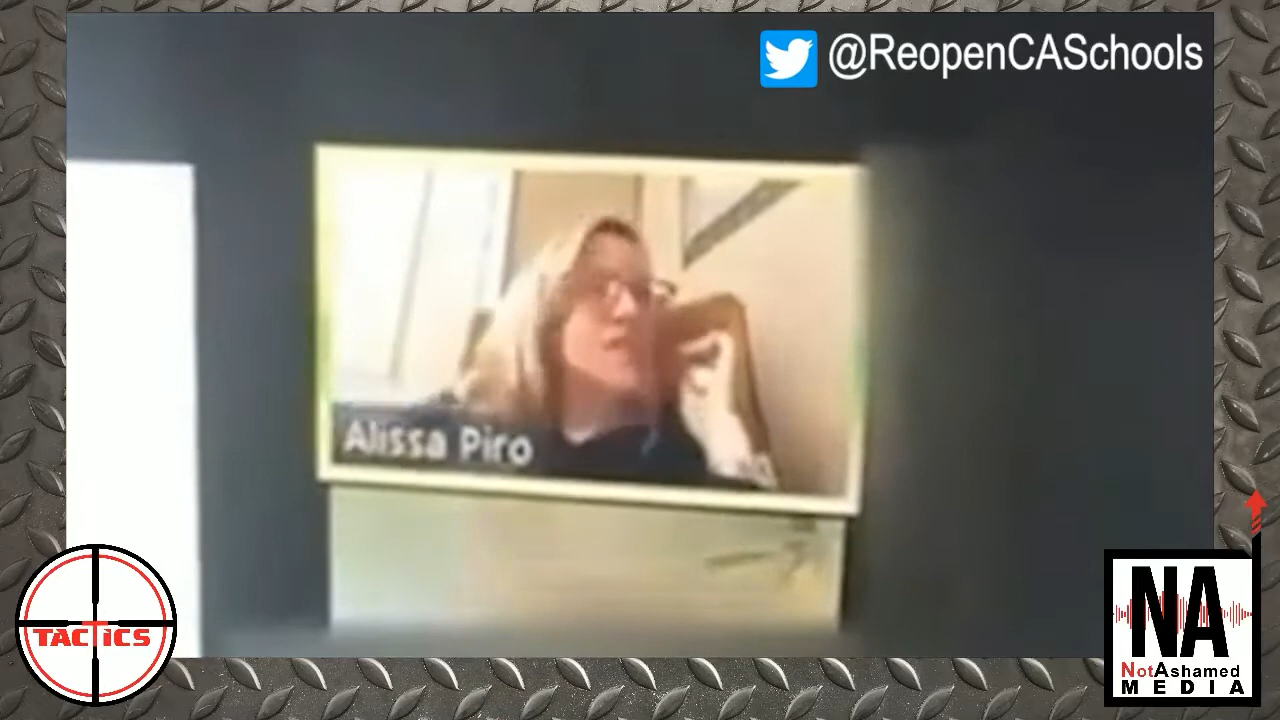 @ReopenCASchools
Alissa Piro
TACTICS
NA
NotAshamed
MEDIA